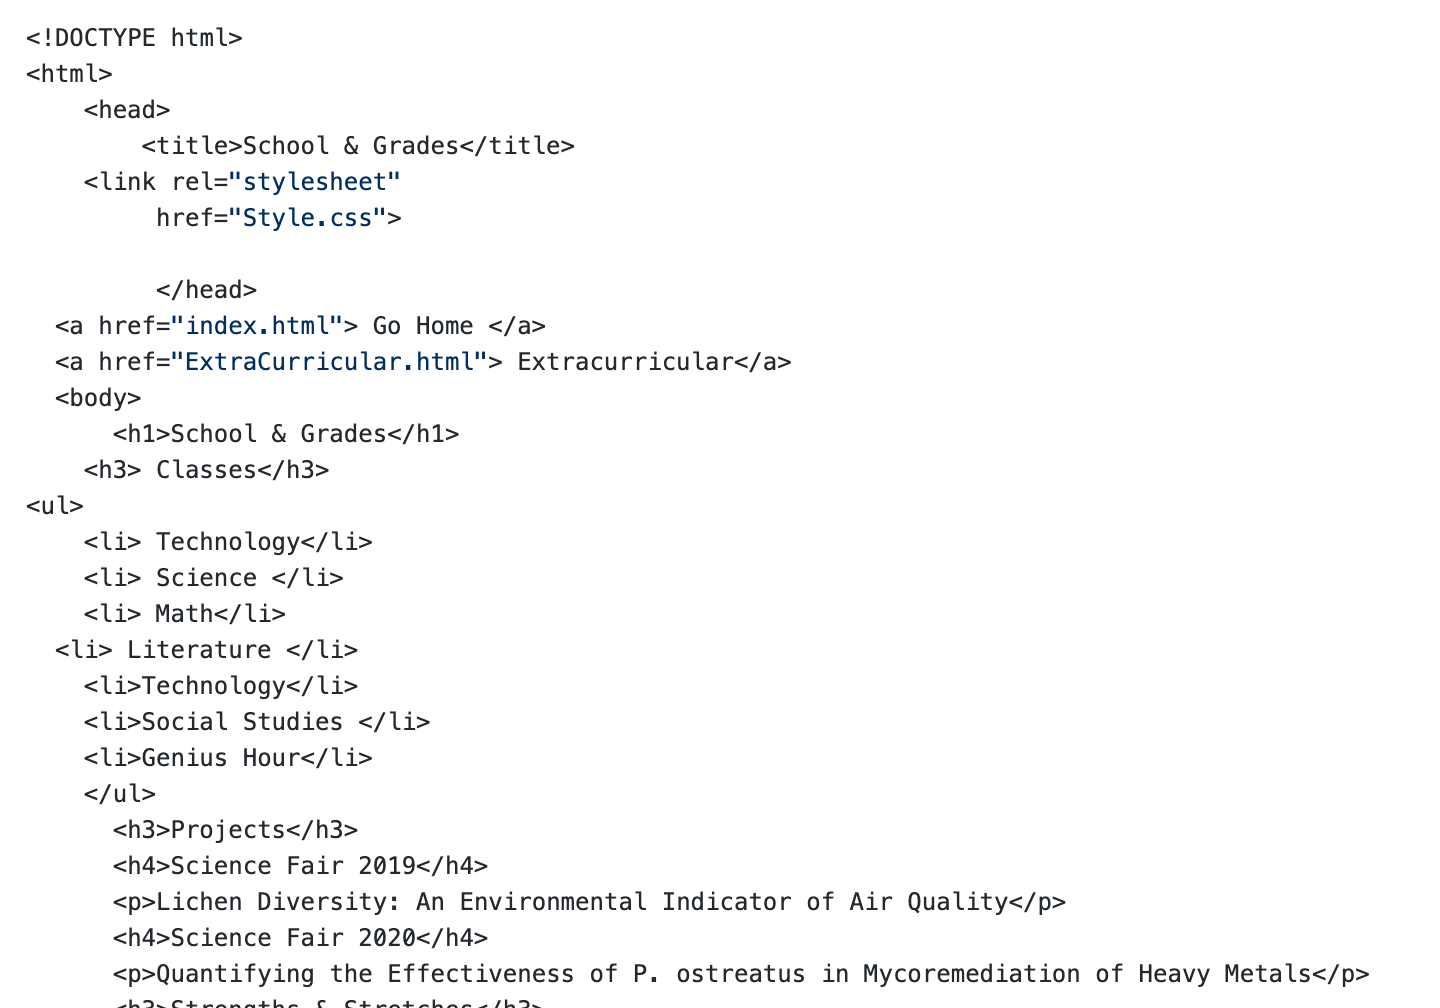 <!DOCTYPE html>
<html>
<head>
<title>School & Grades</title>
<link rel="stylesheet"
href="Style.css">
</head>
<a href="index.html"> Go Home </a>
<a href="ExtraCurricular.html"> Extracurricular</a>
<body>
<h1>School & Grades</h1>
<h3> Classes</h3>
<ul>
<li> Technology</li>
<li> Science </li>
<li> Math</li>
<li> Literature </li>
<li>Technology</li>
<li>Social Studies </li>
<li>Genius Hour</li>
</ul>
<h3>Projects</h3>
<h4>Science Fair 2019</h4>
<p>Lichen Diversity: An Environmental Indicator of Air Quality</p>
<h4>Science Fair 2020</h4>
<p>Quantifying the Effectiveness of P. ostreatus in Mycoremediation of Heavy Metals</p>
<h3>Strengths & Stretches</h3>